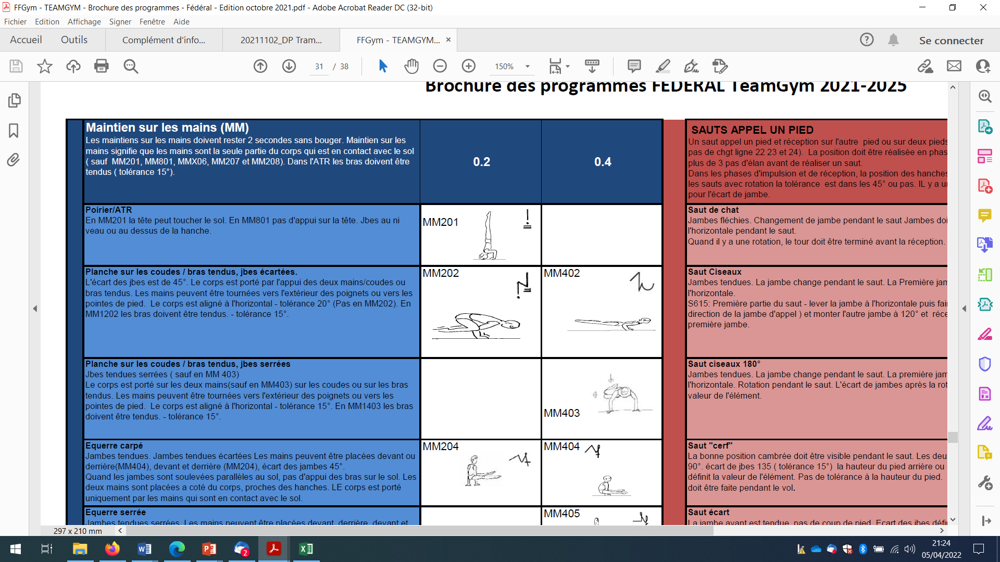 FFGym - TEAMGYM - Brochure des programmes - Fédéral - Edition octobre 2021.pdf - Adobe Acrobat Reader DC (32-bit)
Fichier Edition Affichage Signer Fenêtre Aide
Accueil Outils Complément d'info... 20211102_DP Tram... FFGym - TEAMGYM... ×
Se connecter
31 / 38 150%
Brochure des programmes FEDERAL TeamGym 2021-2025
Maintien sur les mains (MM)
Les maintiens sur les mains doivent rester 2 secondes sans bouger. Maintien sur les
mains signifie que les mains sont la seule partie du corps qui est en contact avec le sol
( sauf MM201, MM801, MMX06, MM207 et MM208). Dans l'ATR les bras doivent être
tendus ( tolérance 15°).
0.2
0.4
Poirier/ATR
En MM201 la tête peut toucher le sol. En MM801 pas d'appui sur la tête. Jbes au ni
veau ou au dessus de la hanche.
MM201
Planche sur les coudes / bras tendus, jbes écartées.
L'écart des jbes est de 45°. Le corps est porté par l'appui des deux mains/coudes ou
bras tendus. Les mains peuvent être tournées vers l'extérieur des poignets ou vers les
pointes de pied. Le corps est aligné à l'horizontal - tolérance 20° (Pas en MM202). En
MM1202 les bras doivent être tendus. - tolérance 15°.
MM202
MM402
Planche sur les coudes / bras tendus, jbes serrées
Jbes tendues serrées ( sauf en MM 403)
Le corps est porté sur les deux mains(sauf en MM403) sur les coudes ou sur les bras
tendus. Les mains peuvent être tournées vers l'extérieur des poignets ou vers les
pointes de pied. Le corps est aligné à l'horizontal - tolérance 15°. En MM1403 les bras
doivent être tendus. - tolérance 15°.
MM403
Equerre carpé
Jambes tendues. Jambes tendues écartées Les mains peuvent être placées devant ou
derrière(MM404), devant et derrière (MM204), écart des jambes 45°.
Quand les jambes sont soulevées parallèles au sol, pas d'appui des bras sur le sol. Les
deux mains sont placées a coté du corps, proches des hanches. LE corps est porté
uniquement par les mains qui sont en contact avec le sol.
MM204
MM404
Equerre serrée
Jambes tendues serrées. Les mains peuvent être placées devant, derrière, devant et
MM405
SAUTS APPEL UN PIED
Un saut appel un pied et réception sur l'autre pied ou sur deux pieds
pas de chgt ligne 22 23 et 24). La position doit être réalisée en phas
plus de 3 pas d'élan avant de réaliser un saut.
Dans les phases d'impulsion et de réception, la position des hanches
les sauts avec rotation la tolérance est dans les 45° ou pas. IL y a u
pour l'écart de jambe.
Saut de chat
Jambes fléchies. Changement de jambe pendant le saut Jambes doi
l'horizontale pendant le saut.
Quand il y a une rotation, le tour doit être terminé avant la réception.
Saut Ciseaux
Jambes tendues. La jambe change pendant le saut. La Première jam
l'horizontale.
S615: Première partie du saut - lever la jambe à l'horizontale puis fai
direction de la jambe d'appel ) et monter l'autre jambe à 120° et réce
première jambe.
Saut ciseaux 180°
Jambes tendues. La jambe change pendant le saut. La première jam
l'horizontale. Rotation pendant le saut. L'écart de jambes après la rot
valeur de l'élément.
Saut "cerf"
La bonne position cambrée doit être visible pendant le saut. Les deu
90°. écart de jbes 135 ( tolérance 15°) la hauteur du pied arrière ou
définit la valeur de l'élément. Pas de tolérance à la hauteur du pied.
doit être faite pendant le vol.
Saut écart
La jambe avant est tendue, pas de coup de pied. Ecart des jbes défi
297 x 210 mm
2
21:24
05/04/2022